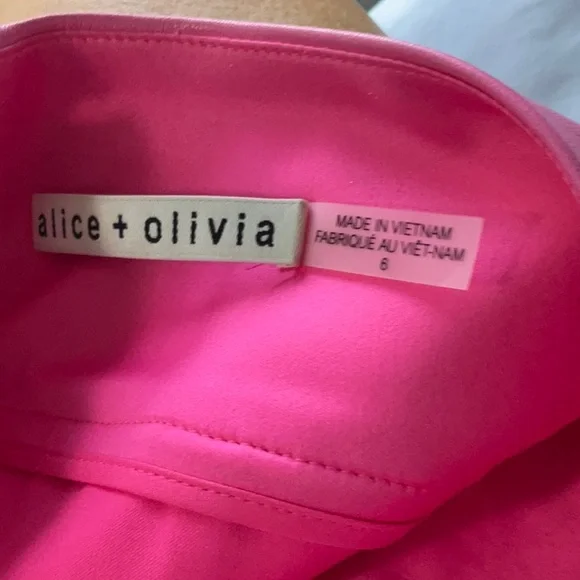 alice + olivia
MADE IN VIETNAM
FABRIQUÉ AU VIÊT-NAM
6